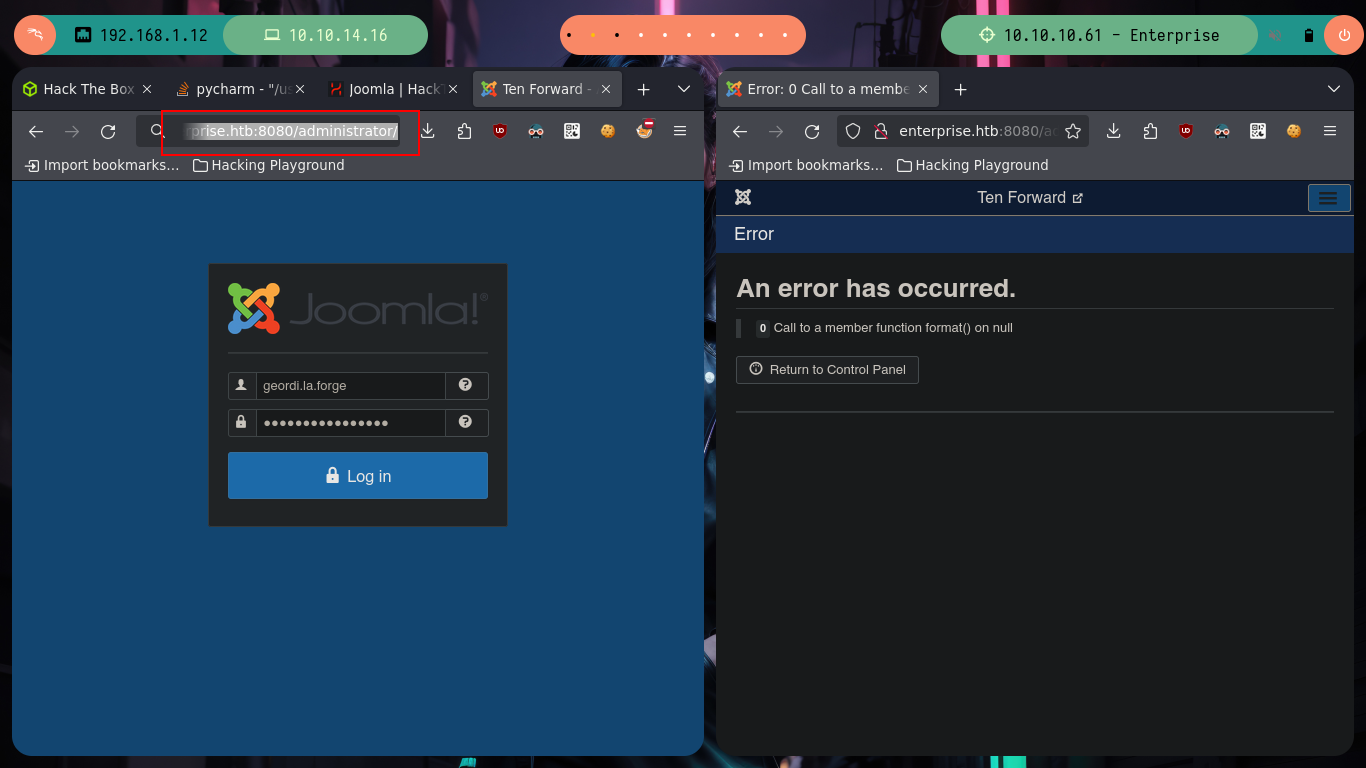 192.168.1.12
10.10.14.16
10.10.10.61 - Enterprise
Hack The Box
pycharm - "/us
Joomla | Hack
Ten Forward -
rprise.htb:8080/administrator/
Import bookmarks...
Hacking Playground
Joomla!®
geordi.la.forge
Log in
Error: 0 Call to a membe
enterprise.htb:8080/ad
Import bookmarks...
Hacking Playground
Ten Forward
Error
An error has occurred.
0 Call to a member function format() on null
Return to Control Panel